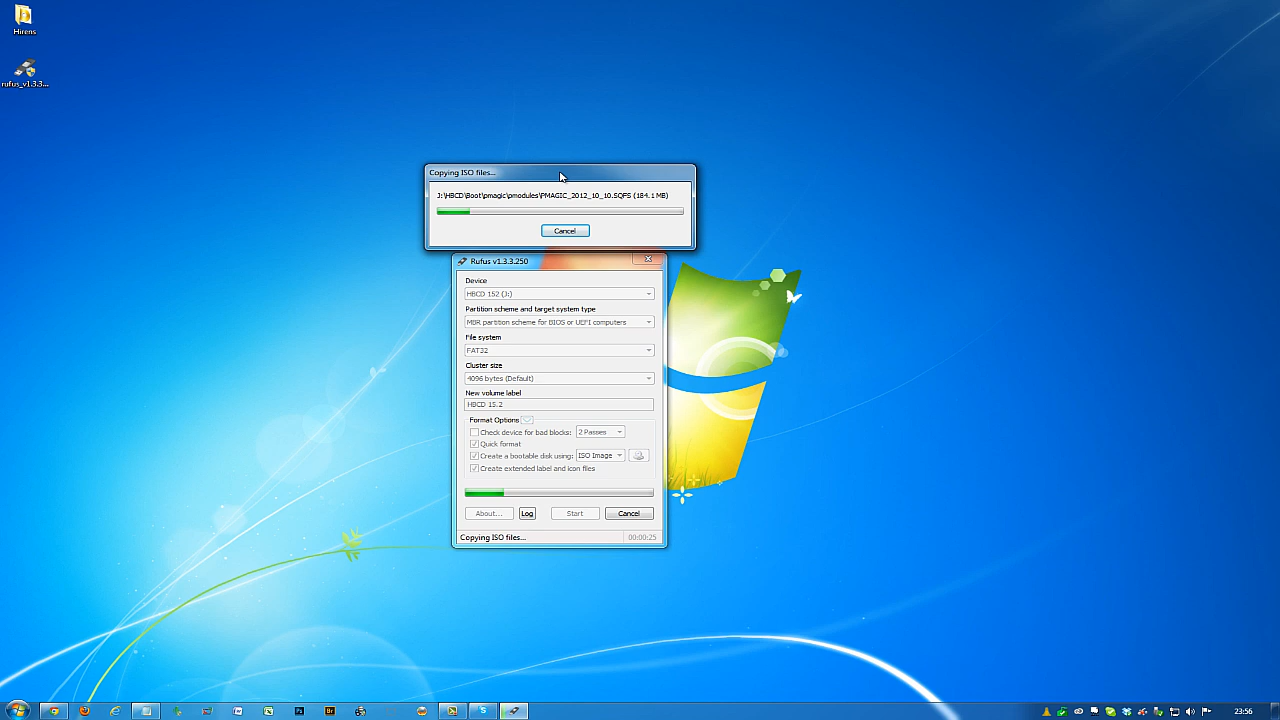 Hirens
rufus_v1.3.3...
Copying ISO files...
J:\HBCD\Boot\pmagic\pmodules\PMAGIC_2012_10_10.SQFS (184.1 MB)
Cancel
Rufus v1.3.3.250
Device
HBCD 152 (J:)
Partition scheme and target system type
MBR partition scheme for BIOS or UEFI computers
File system
FAT32
Cluster size
4096 bytes (Default)
New volume label
HBCD 15.2
Format Options
Check device for bad blocks: 2 Passes
Quick format
Create a bootable disk using: ISO Image
Create extended label and icon files
About... Log Start Cancel
Copying ISO files... 00:00:25
Ps Br
23:56